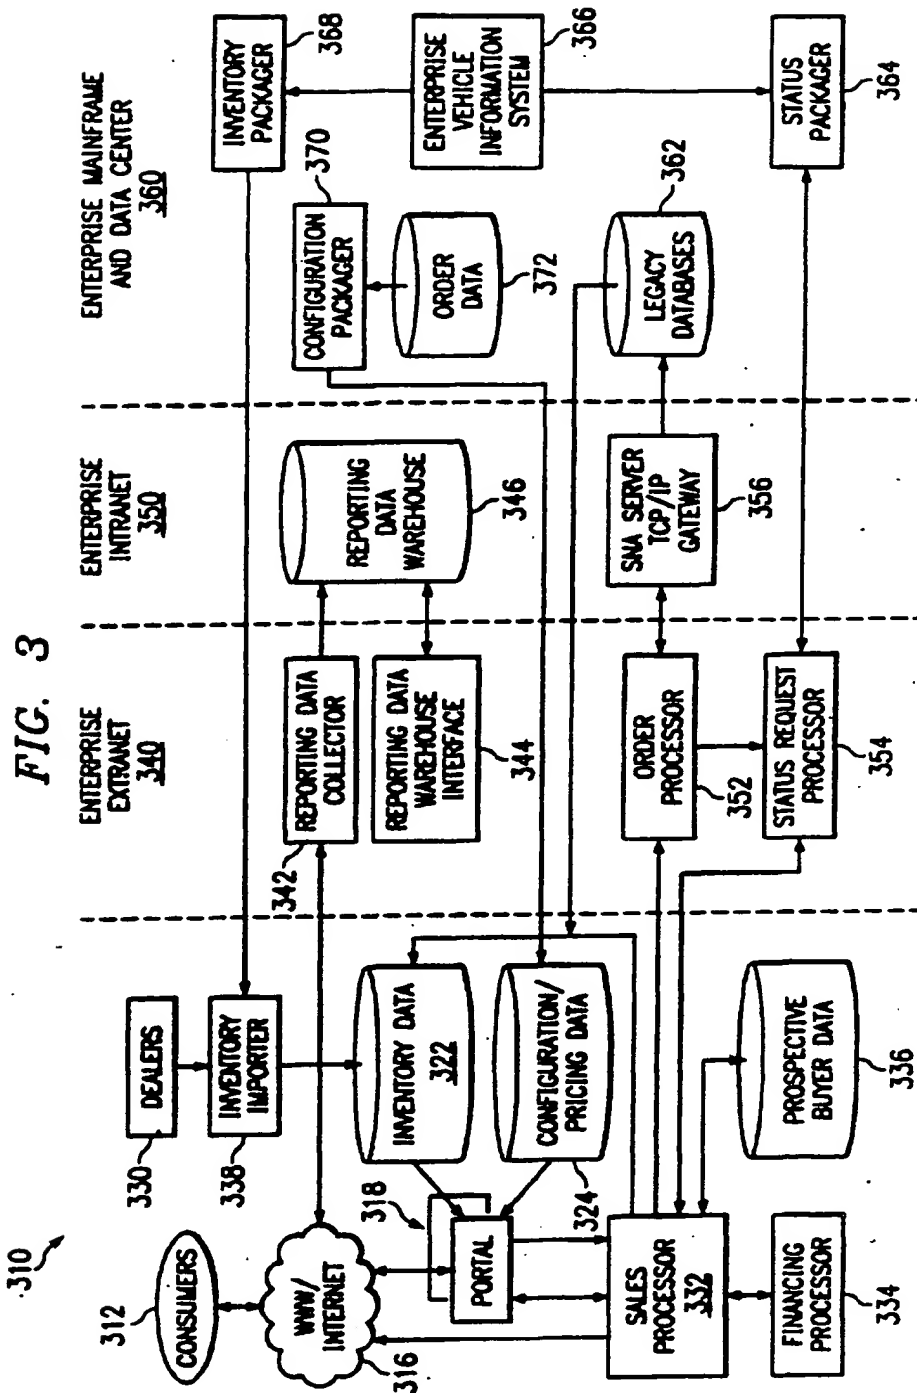 FIG. 3
310
312
CONSUMERS
WWW/
INTERNET
316
330
DEALERS
338
INVENTORY
IMPORTER
318
PORTAL
INVENTORY DATA
322
CONFIGURATION/
PRICING DATA
324
SALES
PROCESSOR
332
FINANCING
PROCESSOR
334
PROSPECTIVE
BUYER DATA
336
ENTERPRISE
EXTRANET
340
342
REPORTING DATA
COLLECTOR
REPORTING DATA
WAREHOUSE
INTERFACE
344
ORDER
PROCESSOR
352
STATUS REQUEST
PROCESSOR
354
ENTERPRISE
INTRANET
350
REPORTING
DATA
WAREHOUSE
346
SNA SERVER
TCP/IP
GATEWAY
356
ENTERPRISE MAINFRAME
AND DATA CENTER
360
INVENTORY
PACKAGER
368
370
CONFIGURATION
PACKAGER
ORDER
DATA
372
ENTERPRISE
VEHICLE
INFORMATION
SYSTEM
366
362
LEGACY
DATABASES
STATUS
PACKAGER
364